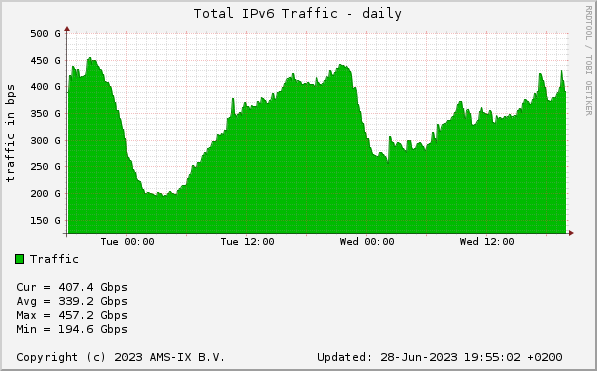 Total IPv6 Traffic - daily
RRDTOOL / TOBI OETIKER
traffic in bps
500 G
450 G
400 G
350 G
300 G
250 G
200 G
150 G
Tue 00:00 Tue 12:00 Wed 00:00 Wed 12:00
Traffic
Cur = 407.4 Gbps
Avg = 339.2 Gbps
Max = 457.2 Gbps
Min = 194.6 Gbps
Copyright (c) 2023 AMS-IX B.V. Updated: 28-Jun-2023 19:55:02 +0200